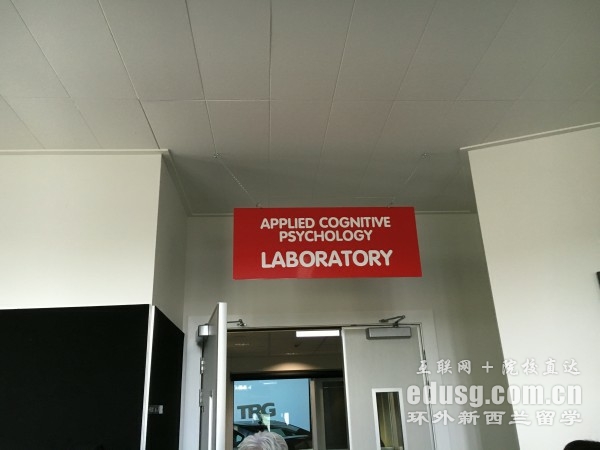 APPLIED COGNITIVE
PSYCHOLOGY
LABORATORY
TRG
互联网+院校直达
edusg.com.cn
环外新西兰留学